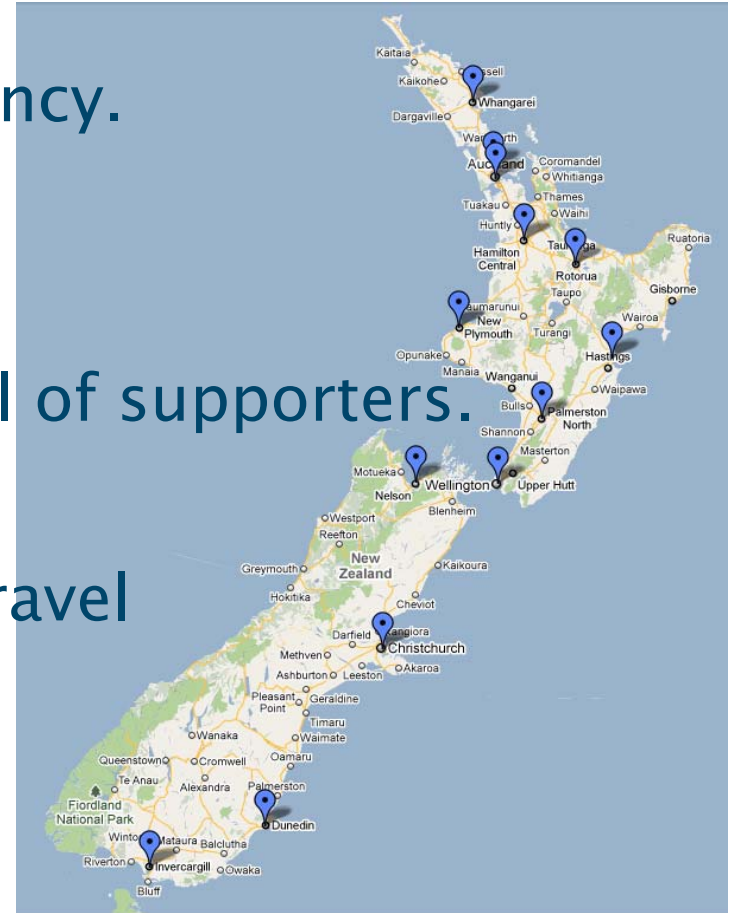 Kaitaia
ssell
ncy.
Kaikohe
Whangarei
Dargaville
Auckland
Coromandel
Whitianga
Tuakau
Thames
Huntly
Waihi
Hamilton
Central
Ruatoria
Rotorua
Taupo
Gisborne
aumarunui
New
Plymouth
Turangi
Wairoa
Opunake
Manaia
Hastings
Wanganui
Waipawa
l of supporters.
Bulls
Palmerston
North
Shannon
Masterton
Motueka
Wellington
Upper Hutt
Nelson
Blenheim
Westport
Reefton
New
Zealand
Kaikoura
Greymouth
ravel
Hokitika
Cheviot
Darfield
angiora
Christchurch
Methven
Akaroa
Ashburton
Leeston
Pleasant
Point
Geraldine
Timaru
Wanaka
Waimate
Queenstown
Cromwell
Oamaru
Te Anau
Alexandra
Palmerston
Fiordland
National Park
Dunedin
Winto
Mataura
Balclutha
Riverton
Invercargill
Owaka
Bluff